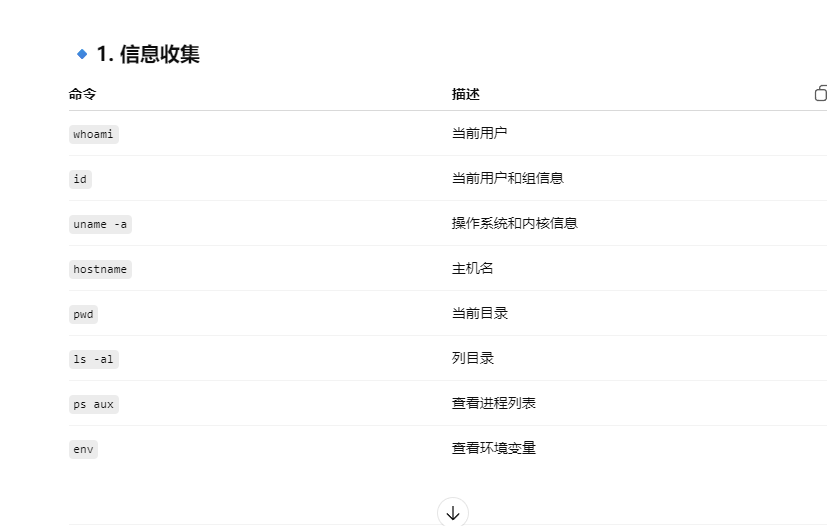 1. 信息收集
命令 描述
whoami 当前用户
id 当前用户和组信息
uname -a 操作系统和内核信息
hostname 主机名
pwd 当前目录
ls -al 列目录
ps aux 查看进程列表
env 查看环境变量